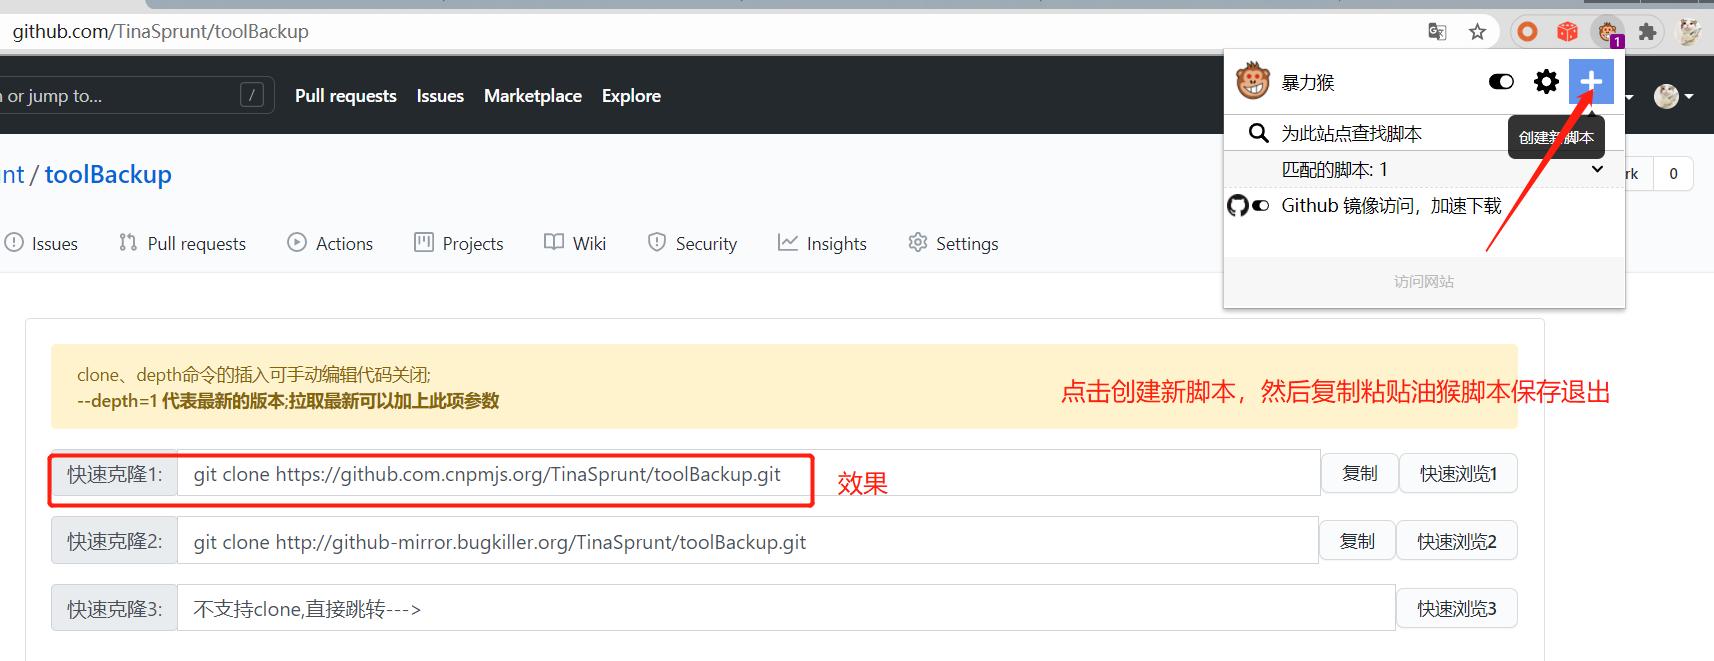 github.com/TinaSprunt/toolBackup
1
or jump to...
/
Pull requests
Issues
Marketplace
Explore
暴力猴
为此站点查找脚本
创建新脚本
匹配的脚本: 1
Github 镜像访问，加速下载
访问网站
nt / toolBackup
rk
0
Issues
Pull requests
Actions
Projects
Wiki
Security
Insights
Settings
clone、depth命令的插入可手动编辑代码关闭;
--depth=1 代表最新的版本;拉取最新可以加上此项参数
点击创建新脚本，然后复制粘贴油猴脚本保存退出
快速克隆1:
git clone https://github.com.cnpmjs.org/TinaSprunt/toolBackup.git
效果
复制
快速浏览1
快速克隆2:
git clone http://github-mirror.bugkiller.org/TinaSprunt/toolBackup.git
复制
快速浏览2
快速克隆3:
不支持clone,直接跳转--->
快速浏览3